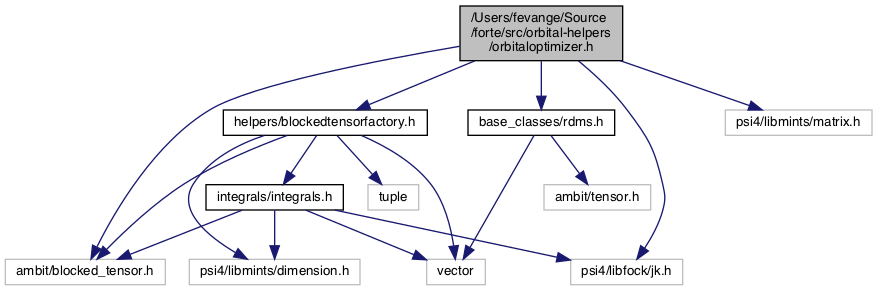 /Users/fevange/Source
/forte/src/orbital-helpers
/orbitaloptimizer.h
helpers/blockedtensorfactory.h
base_classes/rdms.h
psi4/libmints/matrix.h
integrals/integrals.h
tuple
ambit/tensor.h
ambit/blocked_tensor.h
psi4/libmints/dimension.h
vector
psi4/libfock/jk.h